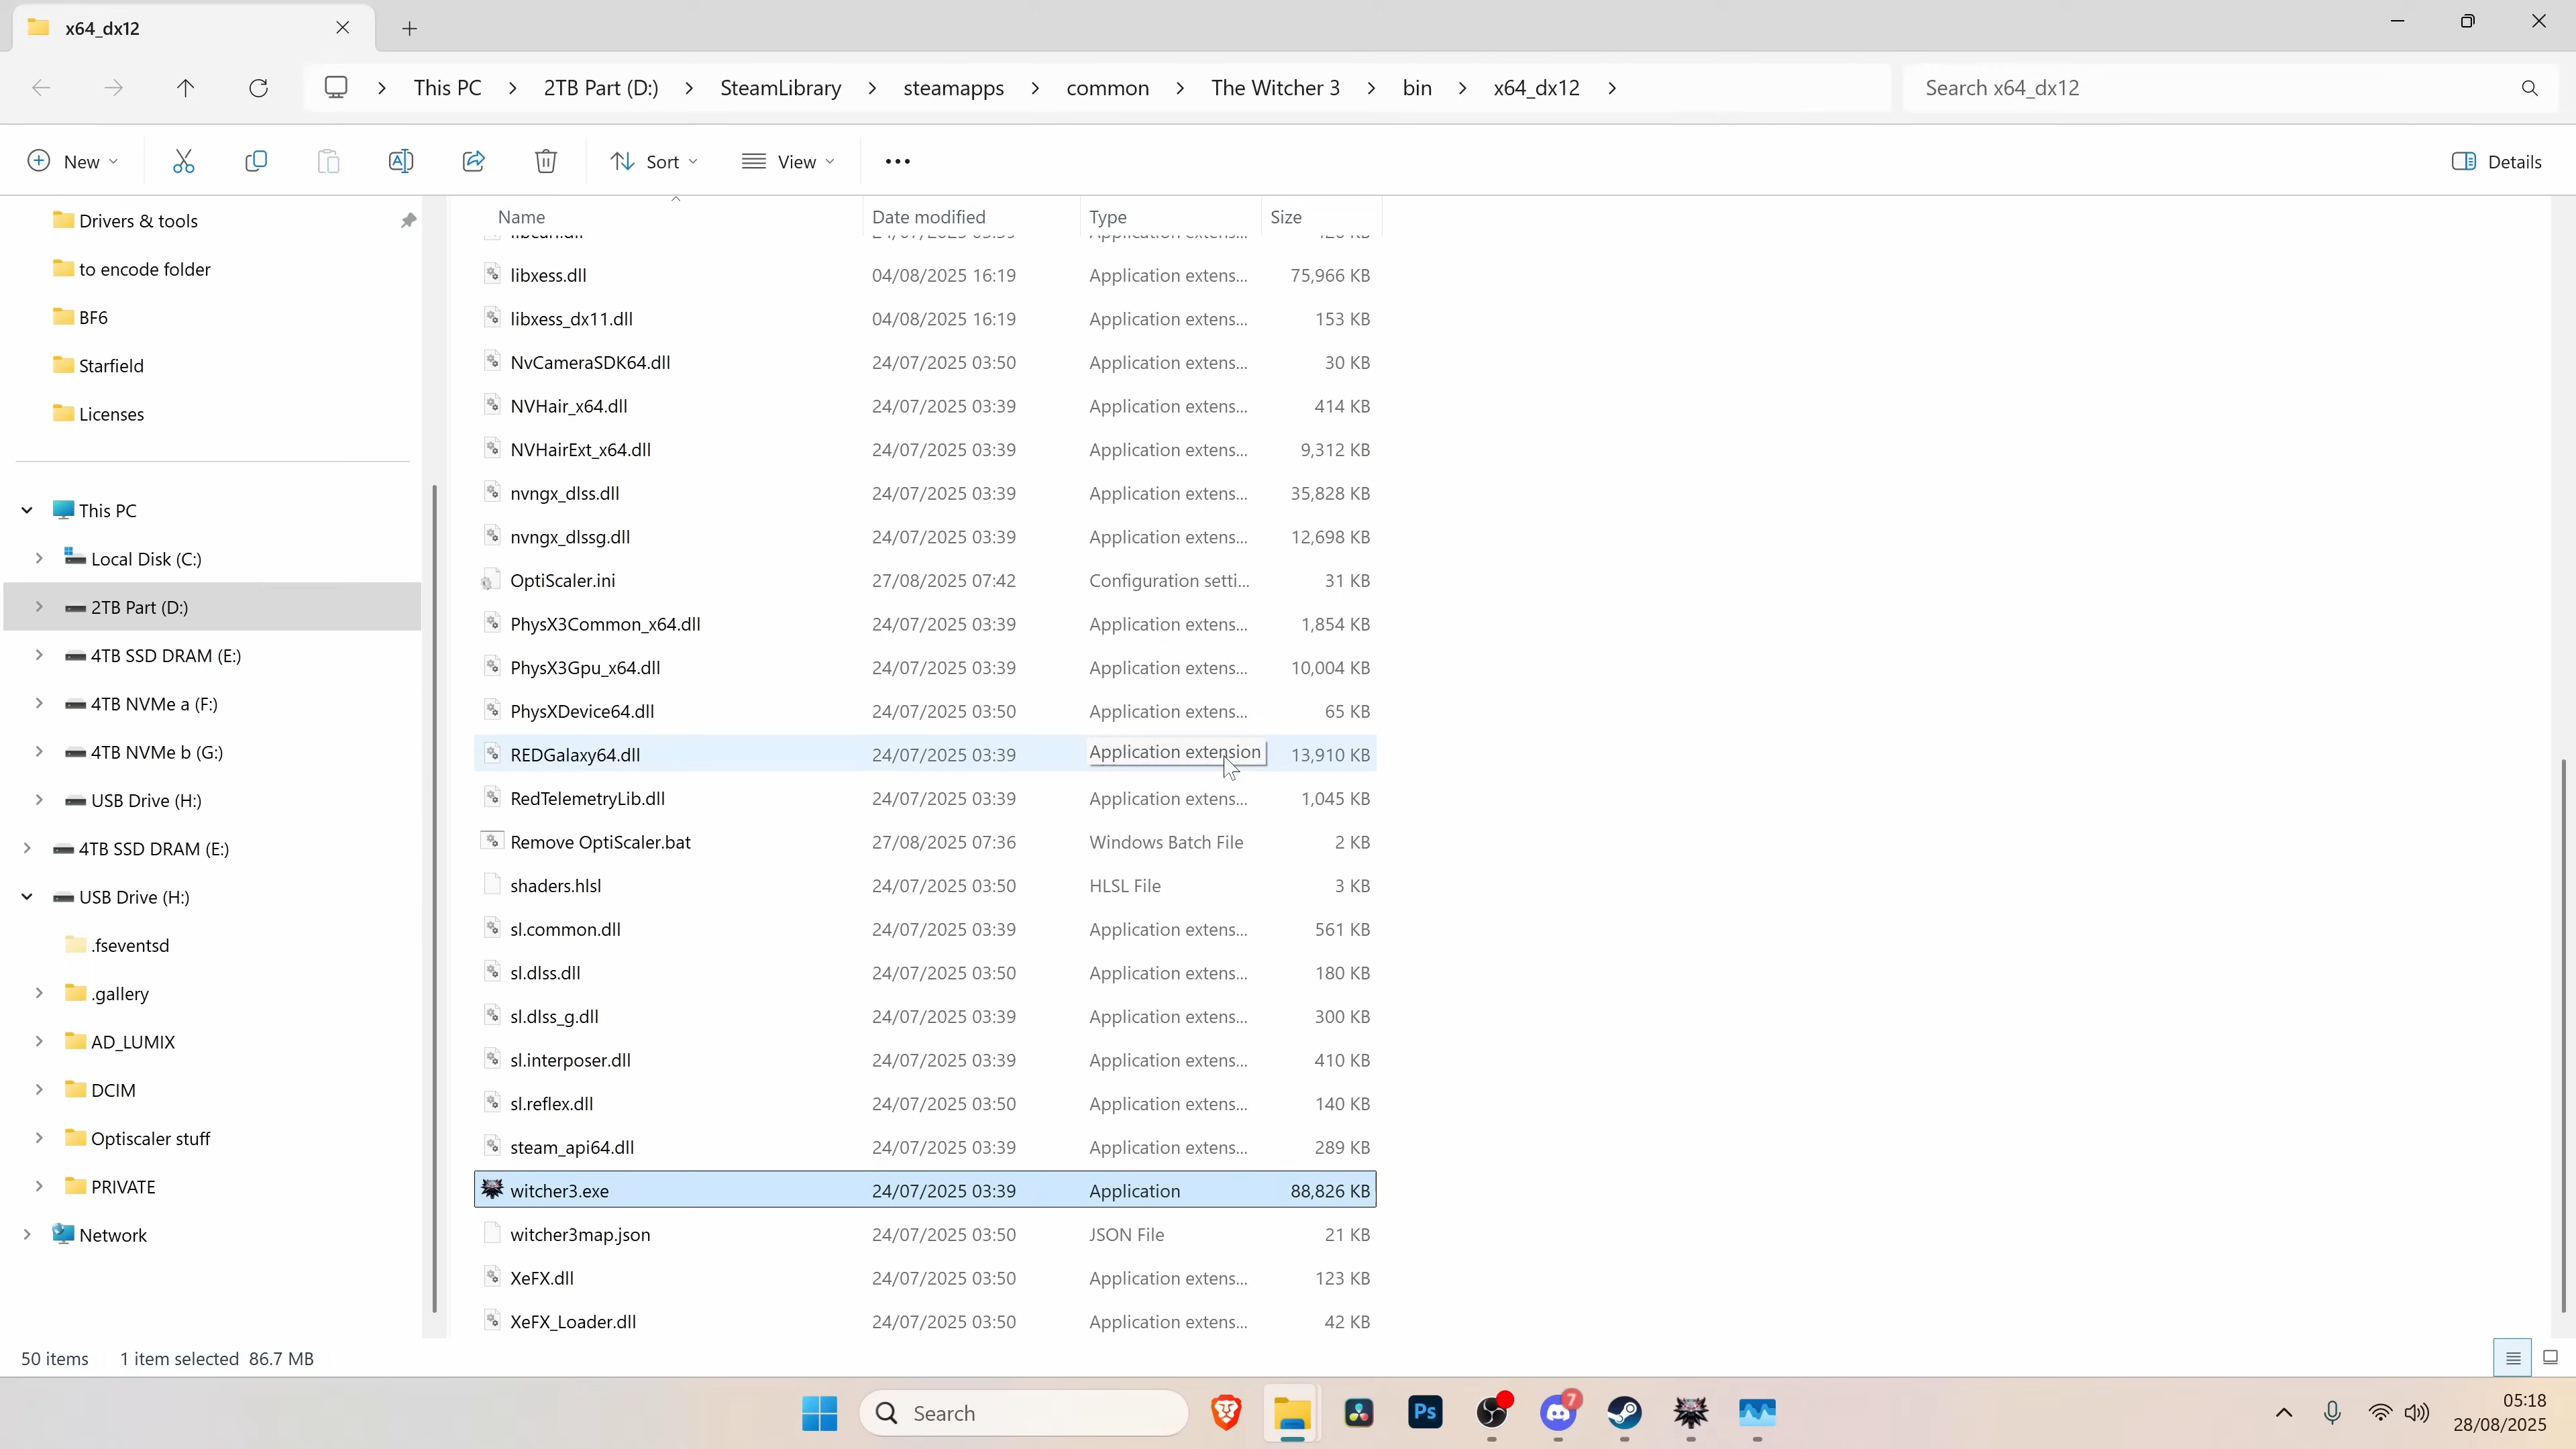 x64_dx12
This PC > 2TB Part (D:) > SteamLibrary > steamapps > common > The Witcher 3 > bin > x64_dx12 >
Search x64_dx12
New
Sort
View
Details
Drivers & tools
to encode folder
BF6
Starfield
Licenses
This PC
Local Disk (C:)
2TB Part (D:)
4TB SSD DRAM (E:)
4TB NVMe a (F:)
4TB NVMe b (G:)
USB Drive (H:)
4TB SSD DRAM (E:)
USB Drive (H:)
.fseventsd
.gallery
AD_LUMIX
DCIM
Optiscaler stuff
PRIVATE
Network
Name Date modified Type Size
libxess.dll 04/08/2025 16:19 Application extens... 75,966 KB
libxess_dx11.dll 04/08/2025 16:19 Application extens... 153 KB
NvCameraSDK64.dll 24/07/2025 03:50 Application extens... 30 KB
NVHair_x64.dll 24/07/2025 03:39 Application extens... 414 KB
NVHairExt_x64.dll 24/07/2025 03:39 Application extens... 9,312 KB
nvngx_dlss.dll 24/07/2025 03:39 Application extens... 35,828 KB
nvngx_dlssg.dll 24/07/2025 03:39 Application extens... 12,698 KB
OptiScaler.ini 27/08/2025 07:42 Configuration setti... 31 KB
PhysX3Common_x64.dll 24/07/2025 03:39 Application extens... 1,854 KB
PhysX3Gpu_x64.dll 24/07/2025 03:39 Application extens... 10,004 KB
PhysXDevice64.dll 24/07/2025 03:50 Application extens... 65 KB
REDGalaxy64.dll 24/07/2025 03:39 Application extension 13,910 KB
RedTelemetryLib.dll 24/07/2025 03:39 Application extens... 1,045 KB
Remove OptiScaler.bat 27/08/2025 07:36 Windows Batch File 2 KB
shaders.hlsl 24/07/2025 03:50 HLSL File 3 KB
sl.common.dll 24/07/2025 03:39 Application extens... 561 KB
sl.dlss.dll 24/07/2025 03:50 Application extens... 180 KB
sl.dlss_g.dll 24/07/2025 03:39 Application extens... 300 KB
sl.interposer.dll 24/07/2025 03:39 Application extens... 410 KB
sl.reflex.dll 24/07/2025 03:50 Application extens... 140 KB
steam_api64.dll 24/07/2025 03:39 Application extens... 289 KB
witcher3.exe 24/07/2025 03:39 Application 88,826 KB
witcher3map.json 24/07/2025 03:50 JSON File 21 KB
XeFX.dll 24/07/2025 03:50 Application extens... 123 KB
XeFX_Loader.dll 24/07/2025 03:50 Application extens... 42 KB
50 items 1 item selected 86.7 MB
Search
Ps
7
05:18
28/08/2025